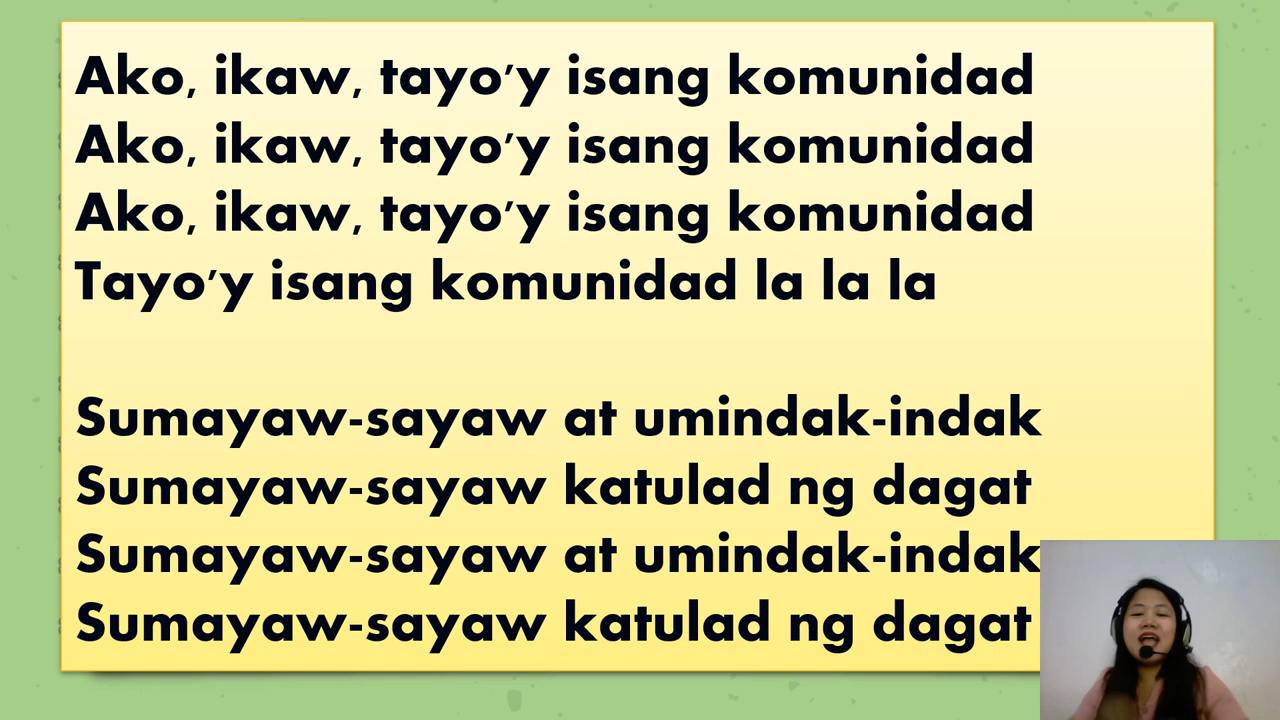 Ako, ikaw, tayo'y isang komunidad
Ako, ikaw, tayo'y isang komunidad
Ako, ikaw, tayo'y isang komunidad
Tayo'y isang komunidad la la la
Sumayaw-sayaw at umindak-indak
Sumayaw-sayaw katulad ng dagat
Sumayaw-sayaw at umindak-indak
Sumayaw-sayaw katulad ng dagat